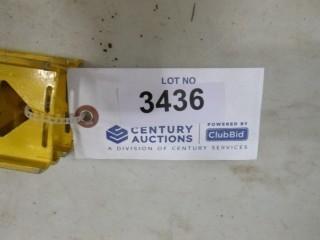 LOT NO
3436
CENTURY AUCTIONS
POWERED BY
ClubBid
A DIVISION OF CENTURY SERVICES